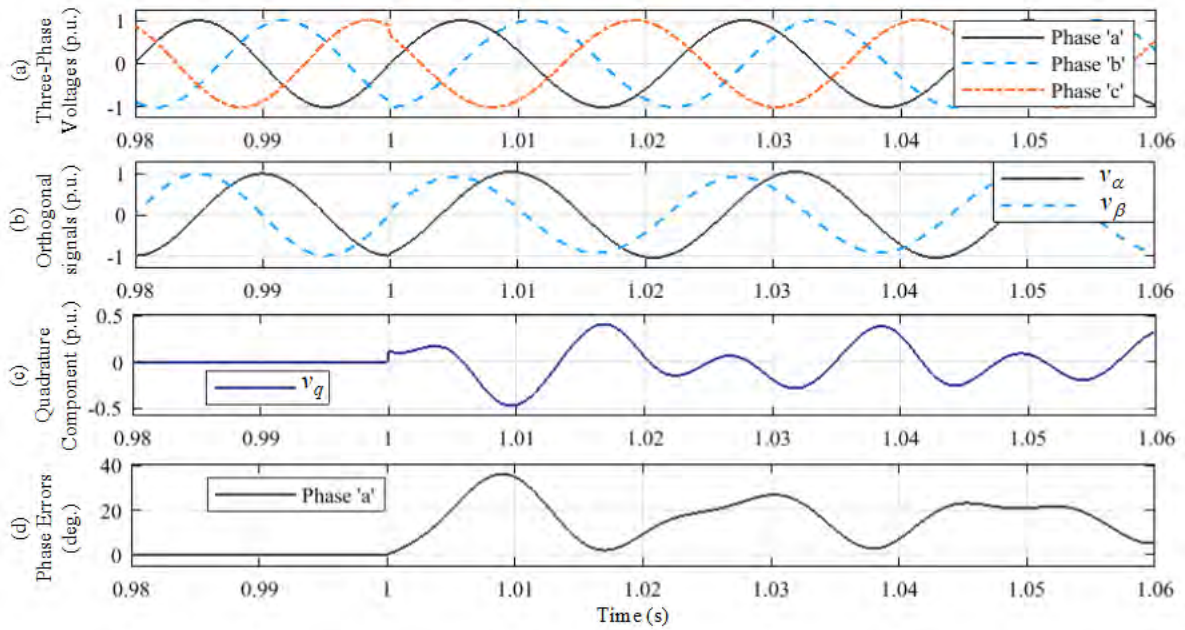 (a)
Three-Phase
Voltages (p.u.)
1
0
-1
Phase 'a'
Phase 'b'
Phase 'c'
0.98 0.99 1 1.01 1.02 1.03 1.04 1.05 1.06
(b)
Orthogonal
signals (p.u.)
1
0
-1
vα
vβ
0.98 0.99 1 1.01 1.02 1.03 1.04 1.05 1.06
(c)
Quadrature
Component (p.u.)
0.5
0
-0.5
vq
0.98 0.99 1 1.01 1.02 1.03 1.04 1.05 1.06
(d)
Phase Errors
(deg.)
40
20
0
Phase 'a'
0.98 0.99 1 1.01 1.02 1.03 1.04 1.05 1.06
Time (s)